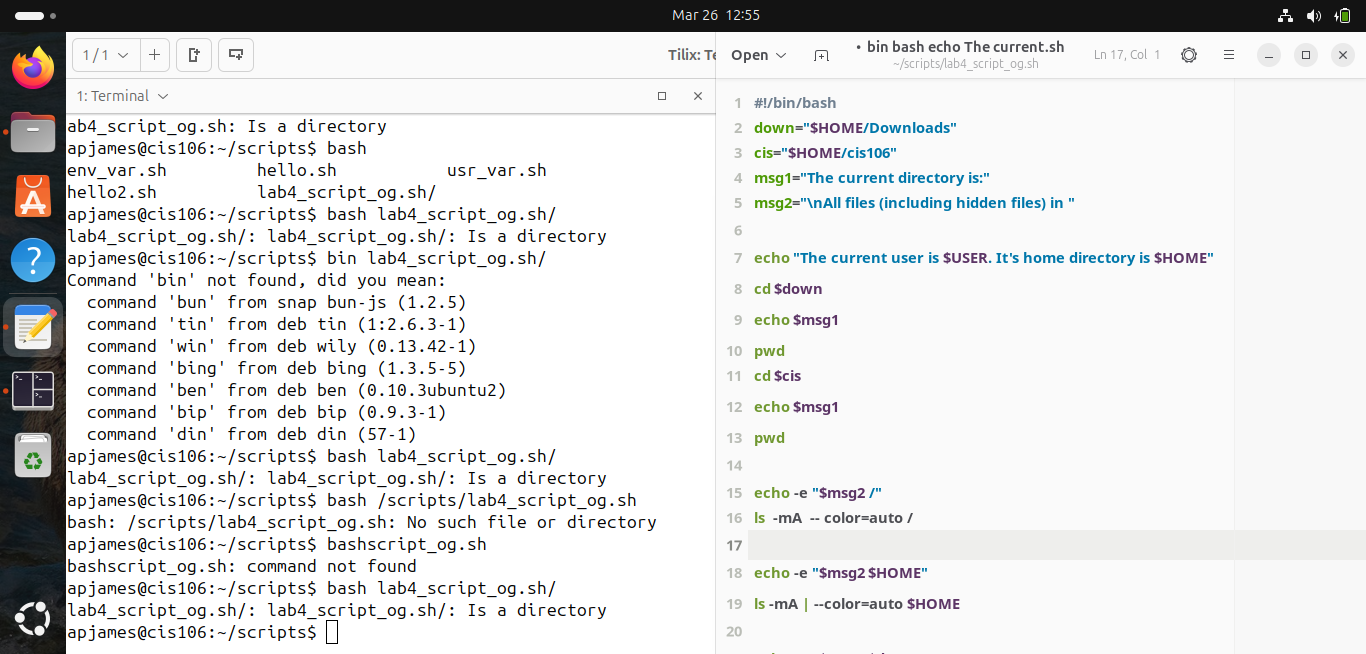 Mar 26 12:55
1 / 1
Tilix: Te
1: Terminal
ab4_script_og.sh: Is a directory
apjames@cis106:~/scripts$ bash
env_var.sh hello.sh usr_var.sh
hello2.sh lab4_script_og.sh/
apjames@cis106:~/scripts$ bash lab4_script_og.sh/
lab4_script_og.sh/: lab4_script_og.sh/: Is a directory
apjames@cis106:~/scripts$ bin lab4_script_og.sh/
Command 'bin' not found, did you mean:
command 'bun' from snap bun-js (1.2.5)
command 'tin' from deb tin (1:2.6.3-1)
command 'win' from deb wily (0.13.42-1)
command 'bing' from deb bing (1.3.5-5)
command 'ben' from deb ben (0.10.3ubuntu2)
command 'bip' from deb bip (0.9.3-1)
command 'din' from deb din (57-1)
apjames@cis106:~/scripts$ bash lab4_script_og.sh/
lab4_script_og.sh/: lab4_script_og.sh/: Is a directory
apjames@cis106:~/scripts$ bash /scripts/lab4_script_og.sh
bash: /scripts/lab4_script_og.sh: No such file or directory
apjames@cis106:~/scripts$ bashscript_og.sh
bashscript_og.sh: command not found
apjames@cis106:~/scripts$ bash lab4_script_og.sh/
lab4_script_og.sh/: lab4_script_og.sh/: Is a directory
apjames@cis106:~/scripts$
Open
• bin bash echo The current.sh
~/scripts/lab4_script_og.sh
Ln 17, Col 1
1 #!/bin/bash
2 down="$HOME/Downloads"
3 cis="$HOME/cis106"
4 msg1="The current directory is:"
5 msg2="\nAll files (including hidden files) in "
6
7 echo "The current user is $USER. It's home directory is $HOME"
8 cd $down
9 echo $msg1
10 pwd
11 cd $cis
12 echo $msg1
13 pwd
14
15 echo -e "$msg2 /"
16 ls -mA -- color=auto /
17
18 echo -e "$msg2 $HOME"
19 ls -mA | --color=auto $HOME
20